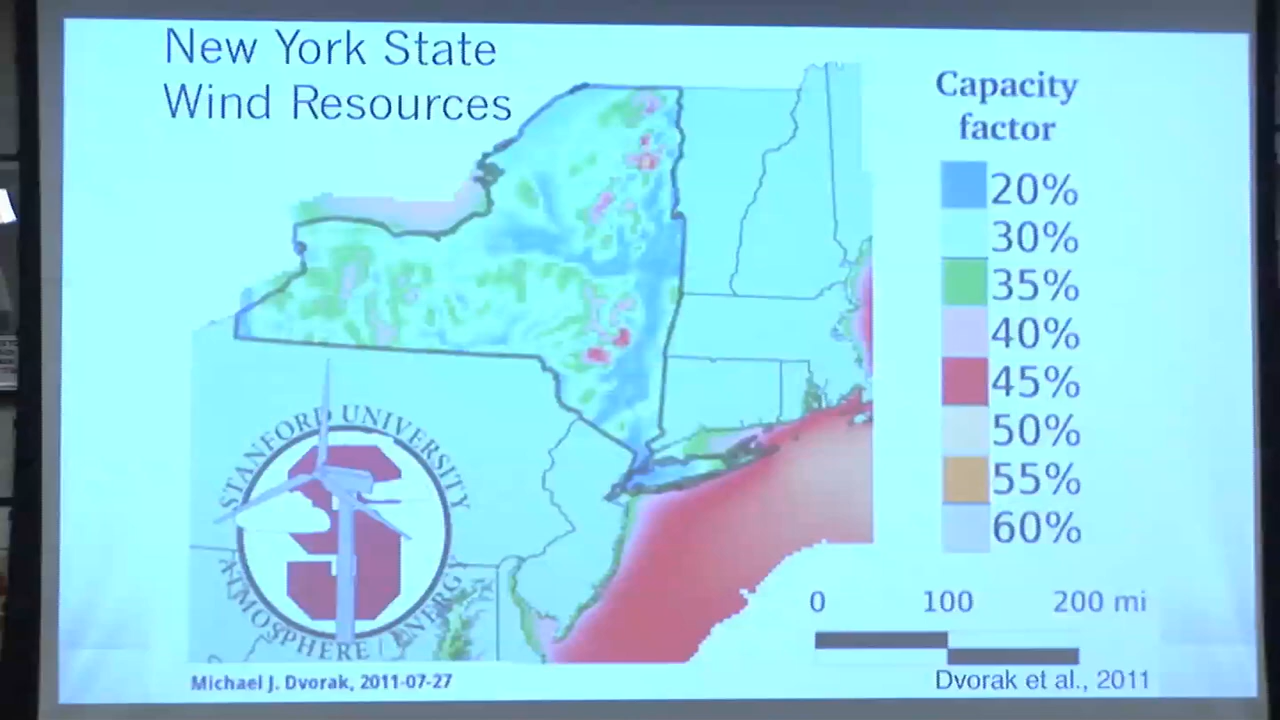 New York State
Wind Resources
Capacity
factor
20%
30%
35%
40%
45%
50%
55%
60%
STANFORD UNIVERSITY
ATMOSPHERE | ENERGY
0 100 200 mi
Michael J. Dvorak, 2011-07-27
Dvorak et al., 2011